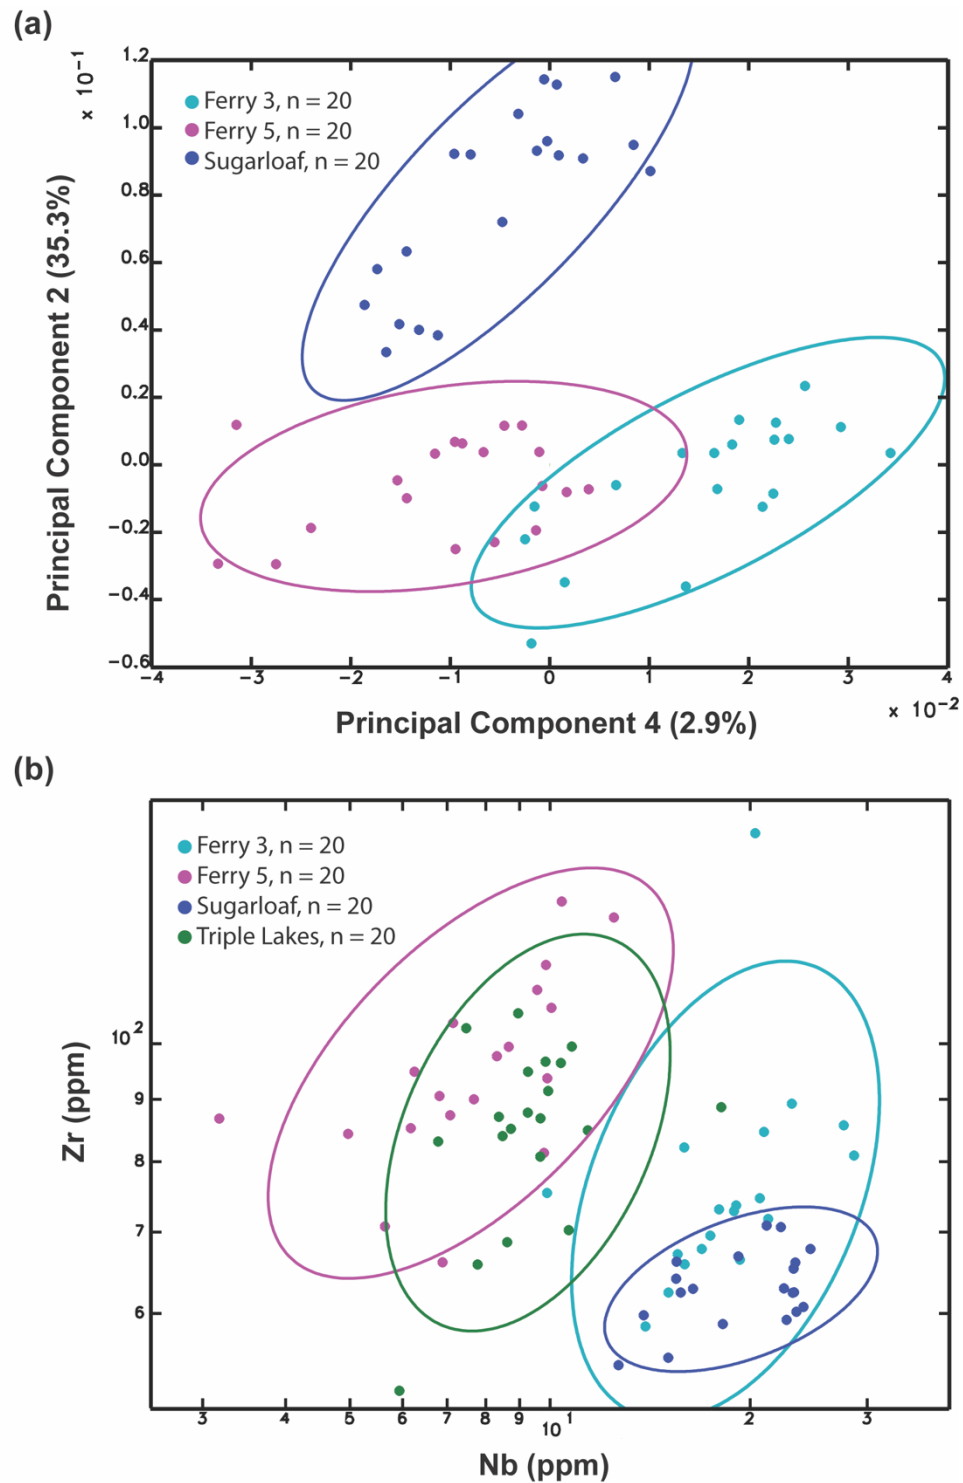 (a)
× 10⁻¹
1.2
1.0
0.8
0.6
0.4
0.2
0.0
−0.2
−0.4
−0.6
Principal Component 2 (35.3%)
Ferry 3, n = 20
Ferry 5, n = 20
Sugarloaf, n = 20
−4 −3 −2 −1 0 1 2 3 4
× 10⁻²
Principal Component 4 (2.9%)
(b)
Ferry 3, n = 20
Ferry 5, n = 20
Sugarloaf, n = 20
Triple Lakes, n = 20
Zr (ppm)
10²
9
8
7
6
3 4 5 6 7 8 9 10¹ 2 3
Nb (ppm)